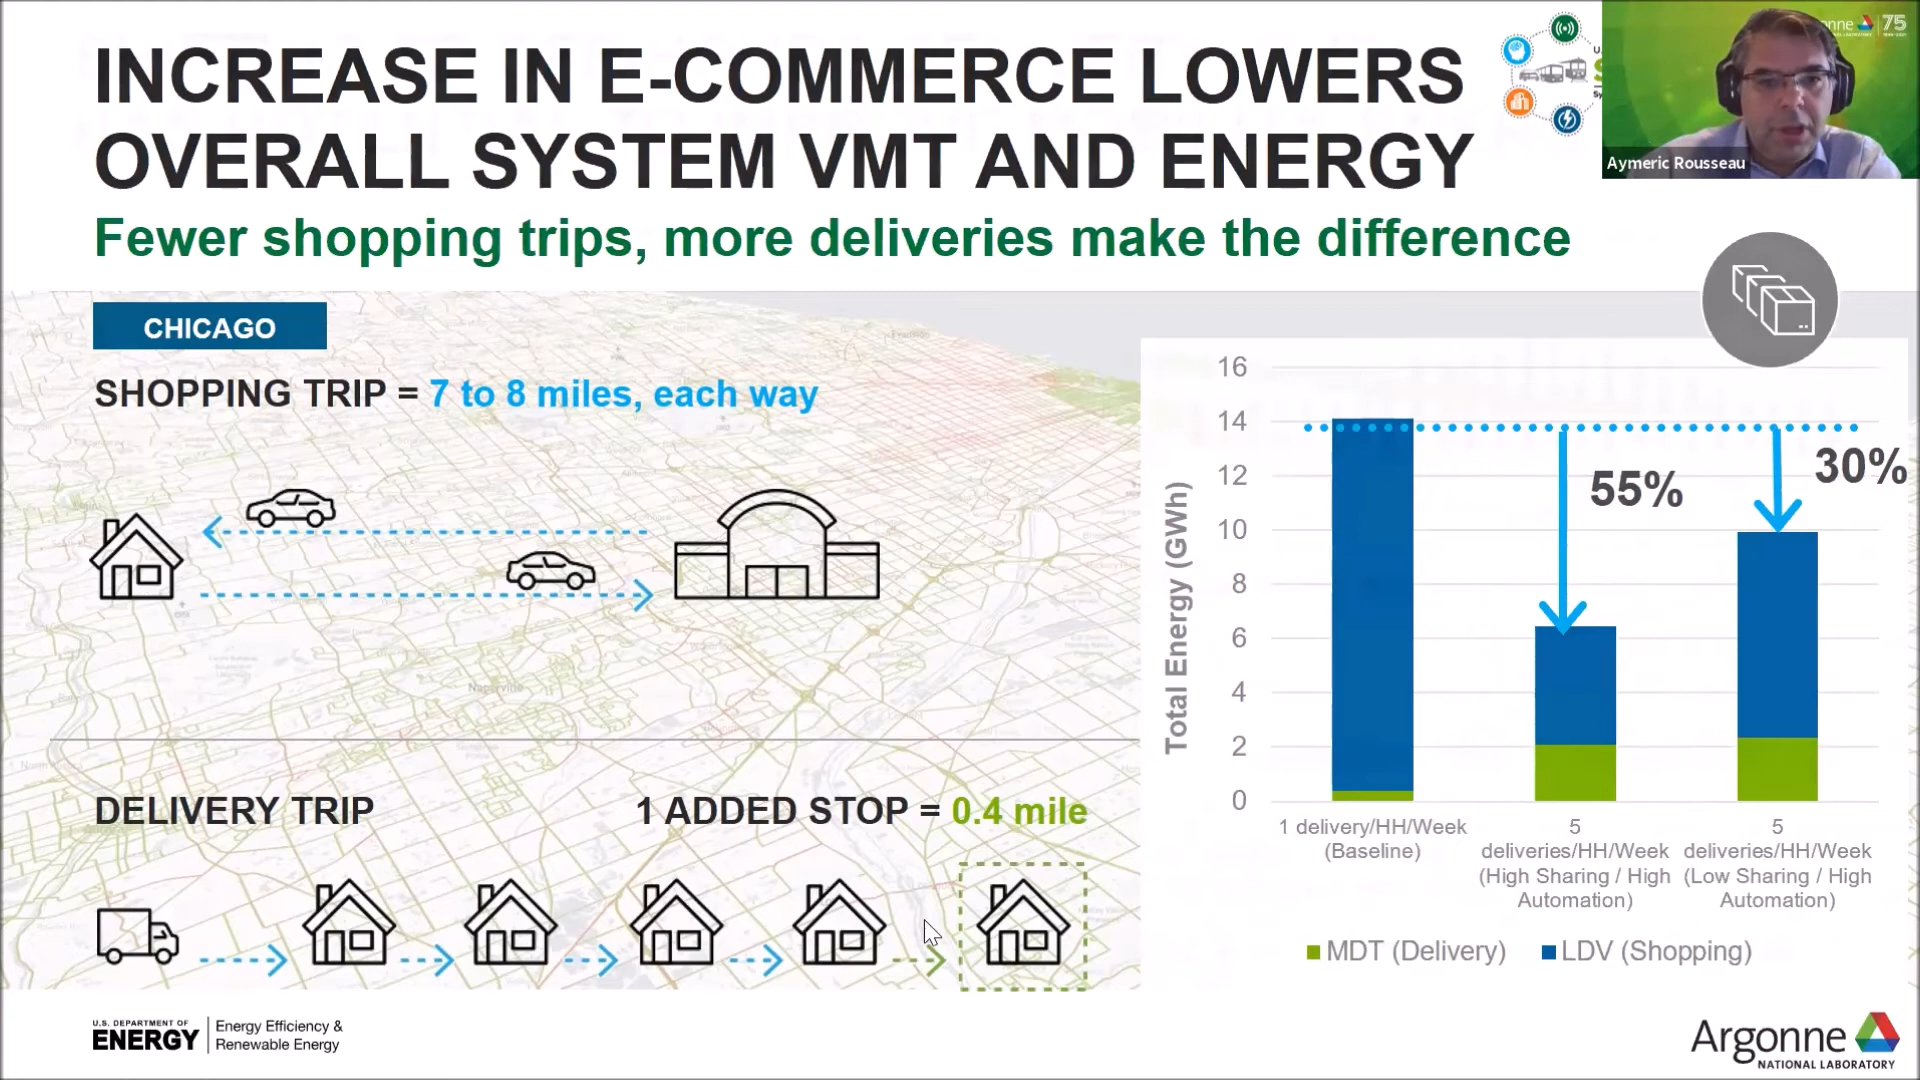 INCREASE IN E-COMMERCE LOWERS
OVERALL SYSTEM VMT AND ENERGY
Fewer shopping trips, more deliveries make the difference
75
Aymeric Rousseau
CHICAGO
SHOPPING TRIP = 7 to 8 miles, each way
DELIVERY TRIP
1 ADDED STOP = 0.4 mile
Naperville
Total Energy (GWh)
16
14
12
10
8
6
4
2
0
55%
30%
1 delivery/HH/Week
(Baseline)
5
deliveries/HH/Week
(High Sharing / High
Automation)
5
deliveries/HH/Week
(Low Sharing / High
Automation)
MDT (Delivery)
LDV (Shopping)
U.S. DEPARTMENT OF
ENERGY
Energy Efficiency &
Renewable Energy
Argonne
NATIONAL LABORATORY